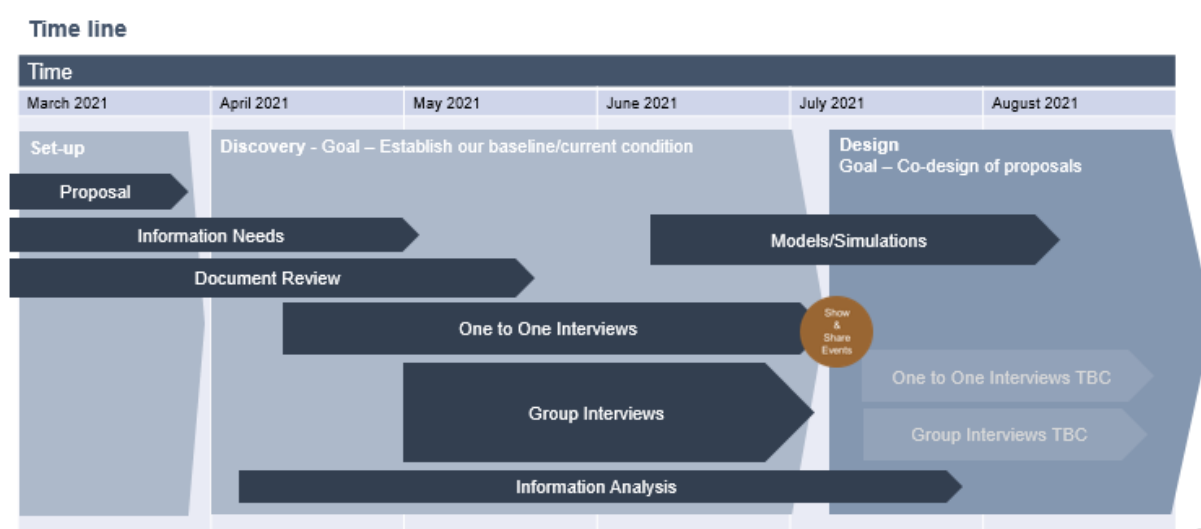 Time line
Time
March 2021
April 2021
May 2021
June 2021
July 2021
August 2021
Set-up
Discovery - Goal – Establish our baseline/current condition
Design
Goal – Co-design of proposals
Proposal
Information Needs
Models/Simulations
Document Review
One to One Interviews
Show
&
Share
Events
One to One Interviews TBC
Group Interviews
Group Interviews TBC
Information Analysis